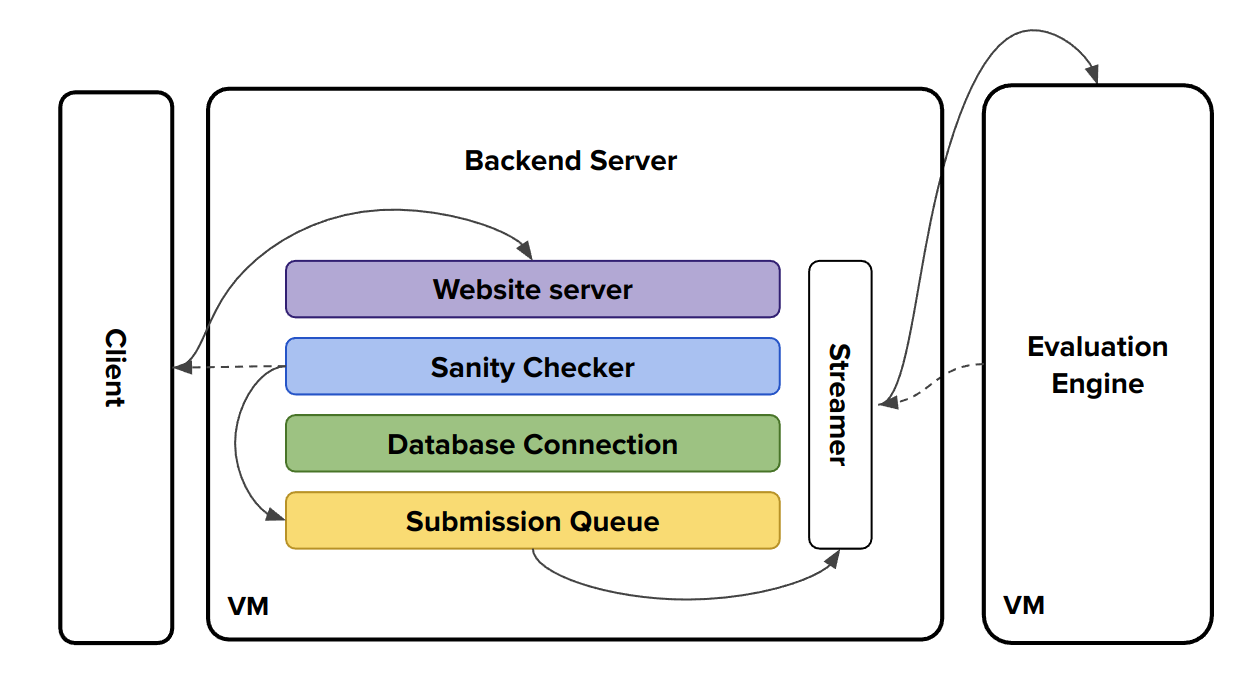 Client
Backend Server
Website server
Sanity Checker
Database Connection
Submission Queue
VM
Streamer
Evaluation
Engine
VM